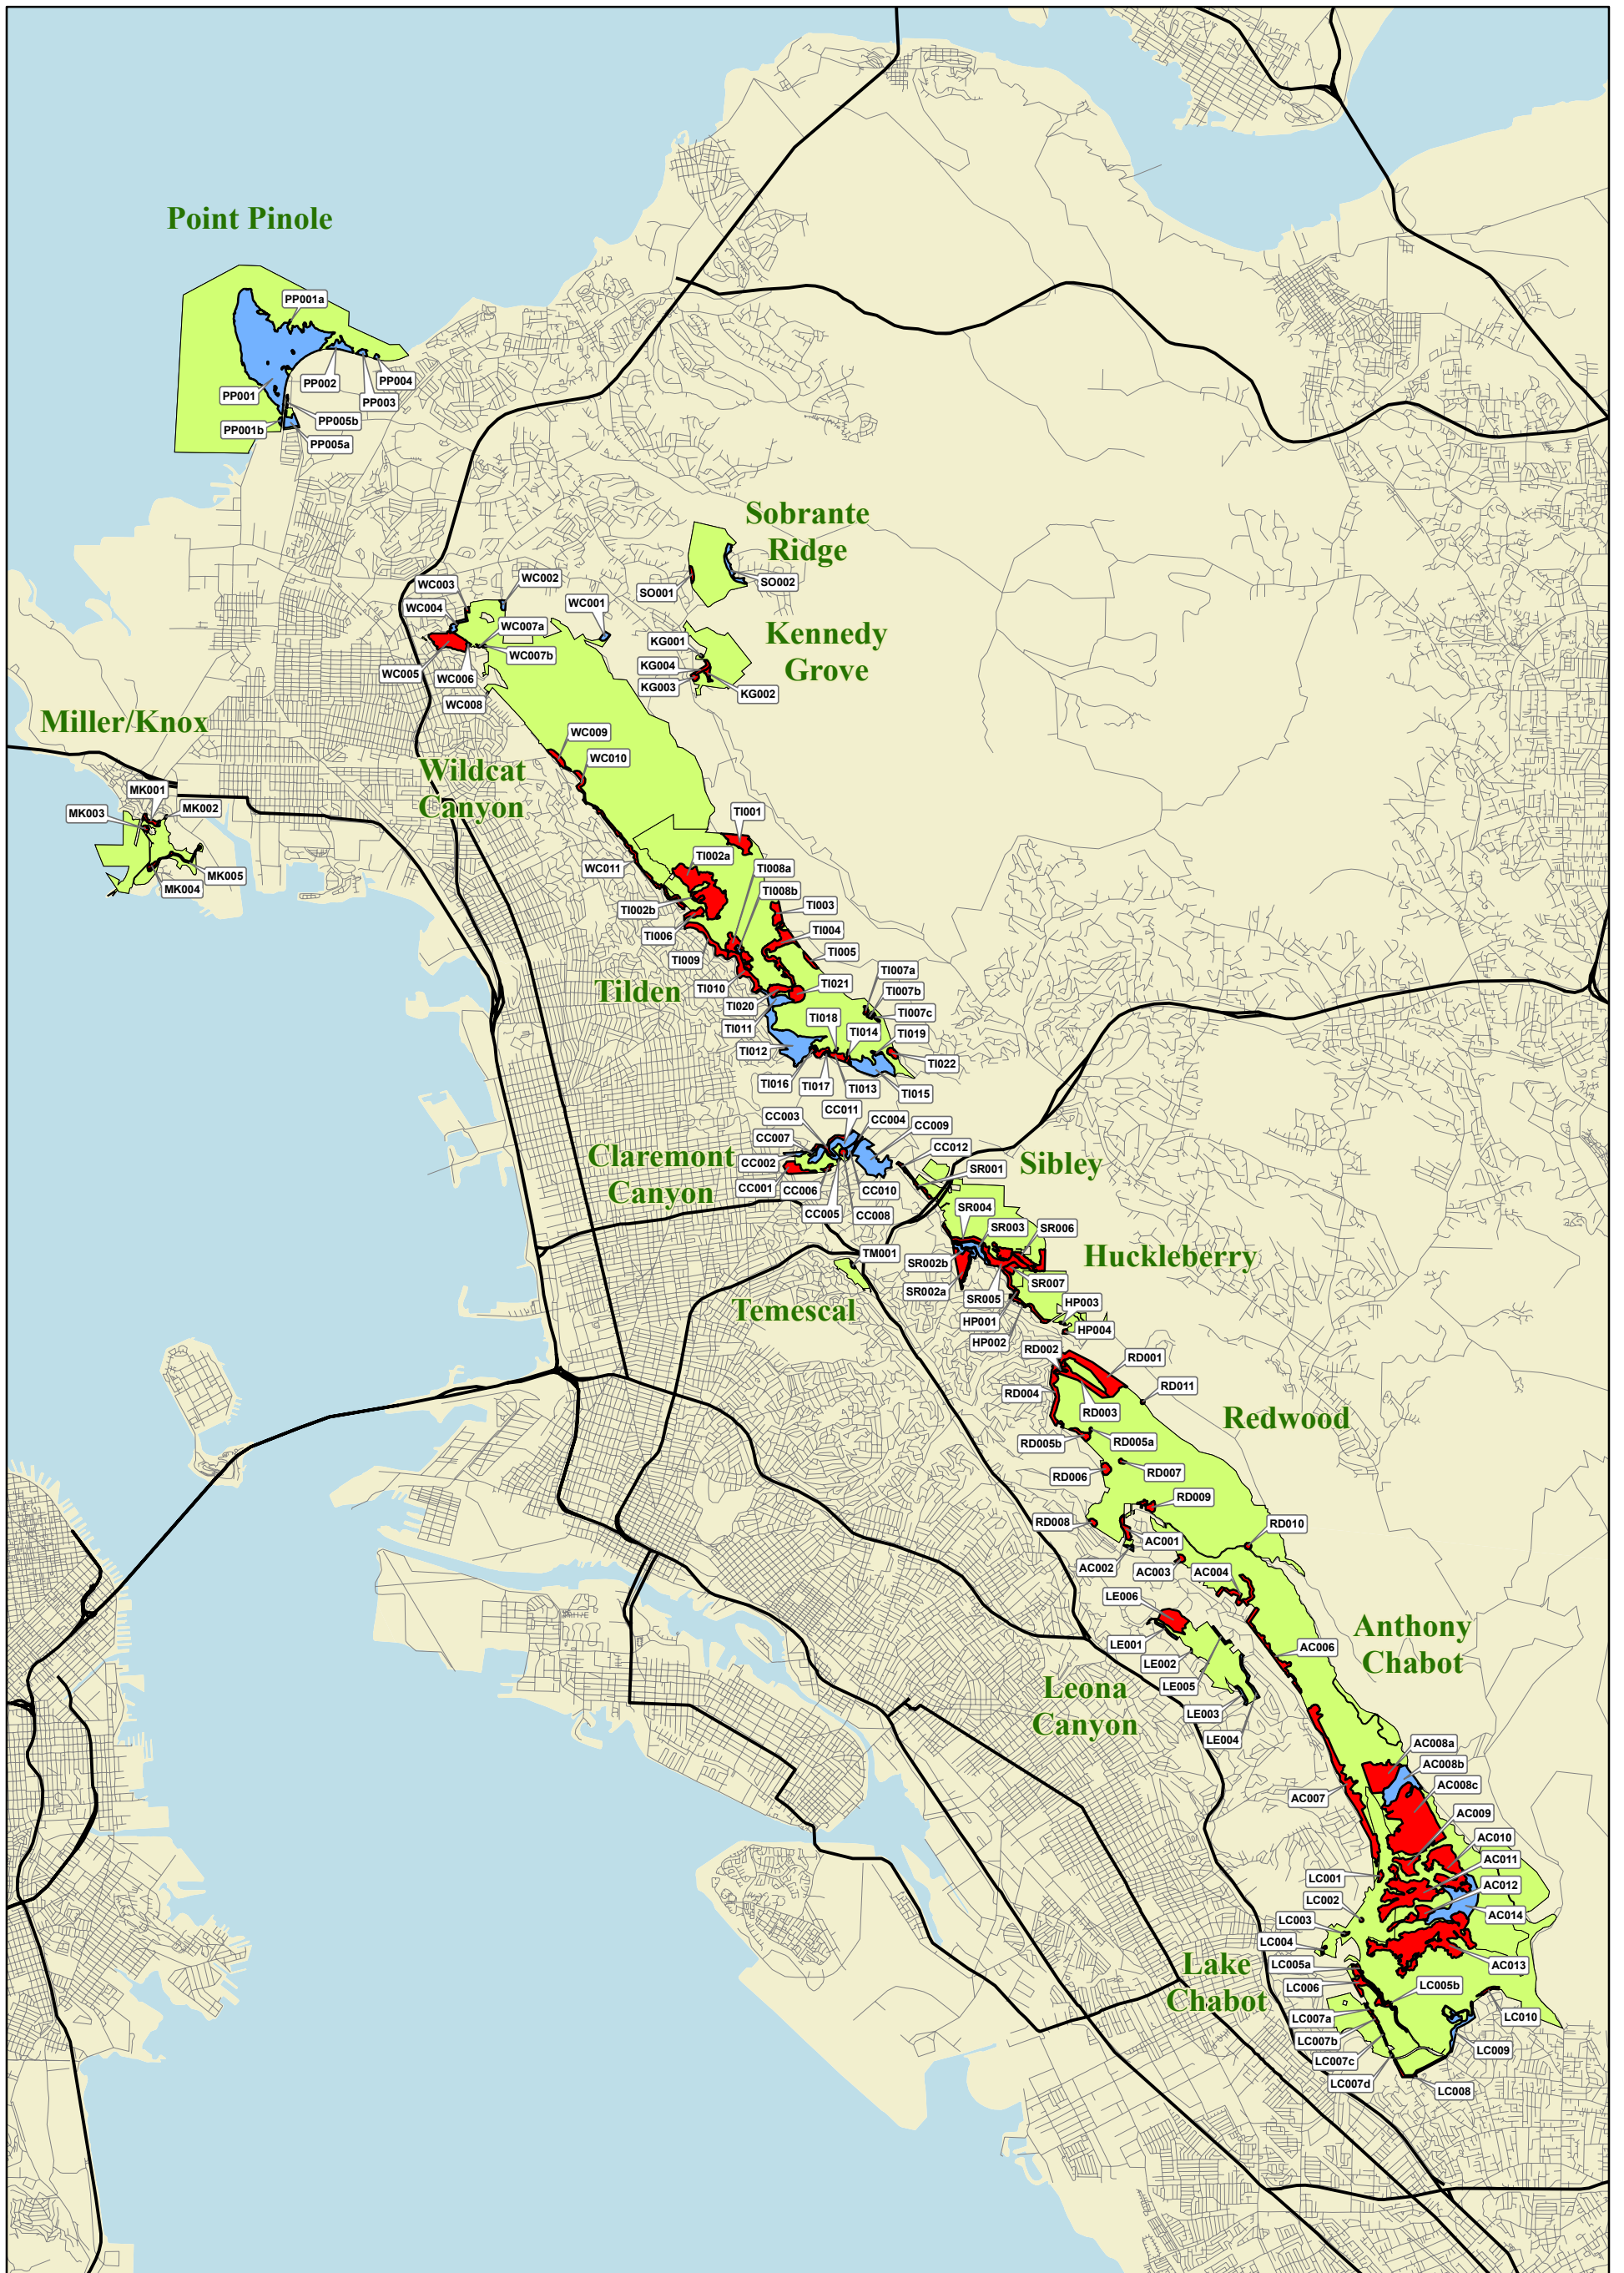 Point Pinole
PP001a
PP002
PP004
PP001
PP003
PP005b
PP001b
PP005a
Sobrante
Ridge
SO002
SO001
WC003
WC002
WC004
WC001
WC007a
WC007b
WC005
WC006
WC008
KG001
Kennedy
Grove
KG004
KG003
KG002
Miller/Knox
WC009
WC010
Wildcat
Canyon
MK001
MK003
MK002
MK005
MK004
TI001
TI002a
WC011
TI008a
TI008b
TI002b
TI003
TI006
TI004
TI009
TI005
TI007a
TI010
TI021
Tilden
TI007b
TI020
TI007c
TI018
TI011
TI014
TI019
TI012
TI022
TI016
TI017
TI013
TI015
CC011
CC003
CC004
CC009
CC007
CC012
Claremont
Canyon
CC002
CC001
CC006
CC010
CC005
CC008
SR001
Sibley
SR004
SR003
SR006
TM001
Huckleberry
SR002b
SR002a
SR007
SR005
Temescal
HP003
HP001
HP004
HP002
RD002
RD001
RD004
RD011
RD003
Redwood
RD005b
RD005a
RD006
RD007
RD009
RD008
RD010
AC001
AC002
AC003
AC004
LE006
Anthony
Chabot
LE001
AC006
LE002
LE005
Leona
Canyon
LE003
LE004
AC008a
AC008b
AC008c
AC007
AC009
AC010
AC011
LC001
AC012
LC002
AC014
LC003
LC004
Lake
Chabot
LC005a
AC013
LC006
LC005b
LC007a
LC010
LC007b
LC009
LC007c
LC007d
LC008